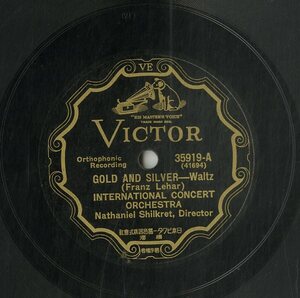 VE
"HIS MASTER'S VOICE"
VICTOR
Orthophonic
Recording
35919-A
(41694)
GOLD AND SILVER—Waltz
(Franz Lehar)
INTERNATIONAL CONCERT
ORCHESTRA
Nathaniel Shilkret, Director